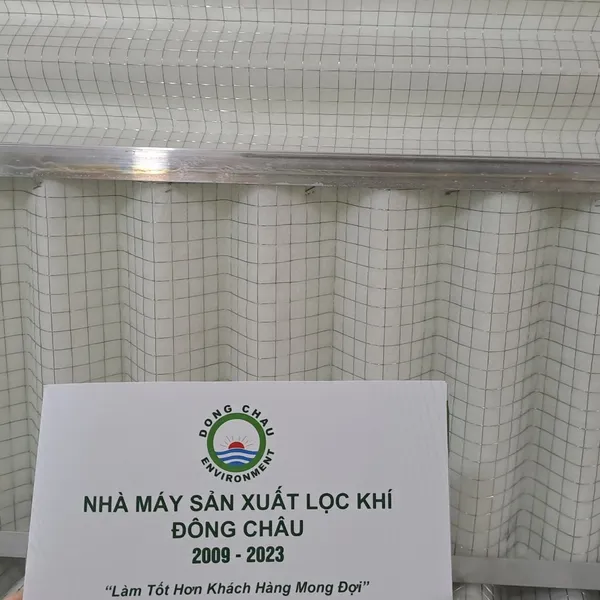 DONG CHAU
ENVIRONMENT
NHÀ MÁY SẢN XUẤT LỌC KHÍ
ĐÔNG CHÂU
2009 - 2023
“Làm Tốt Hơn Khách Hàng Mong Đợi”